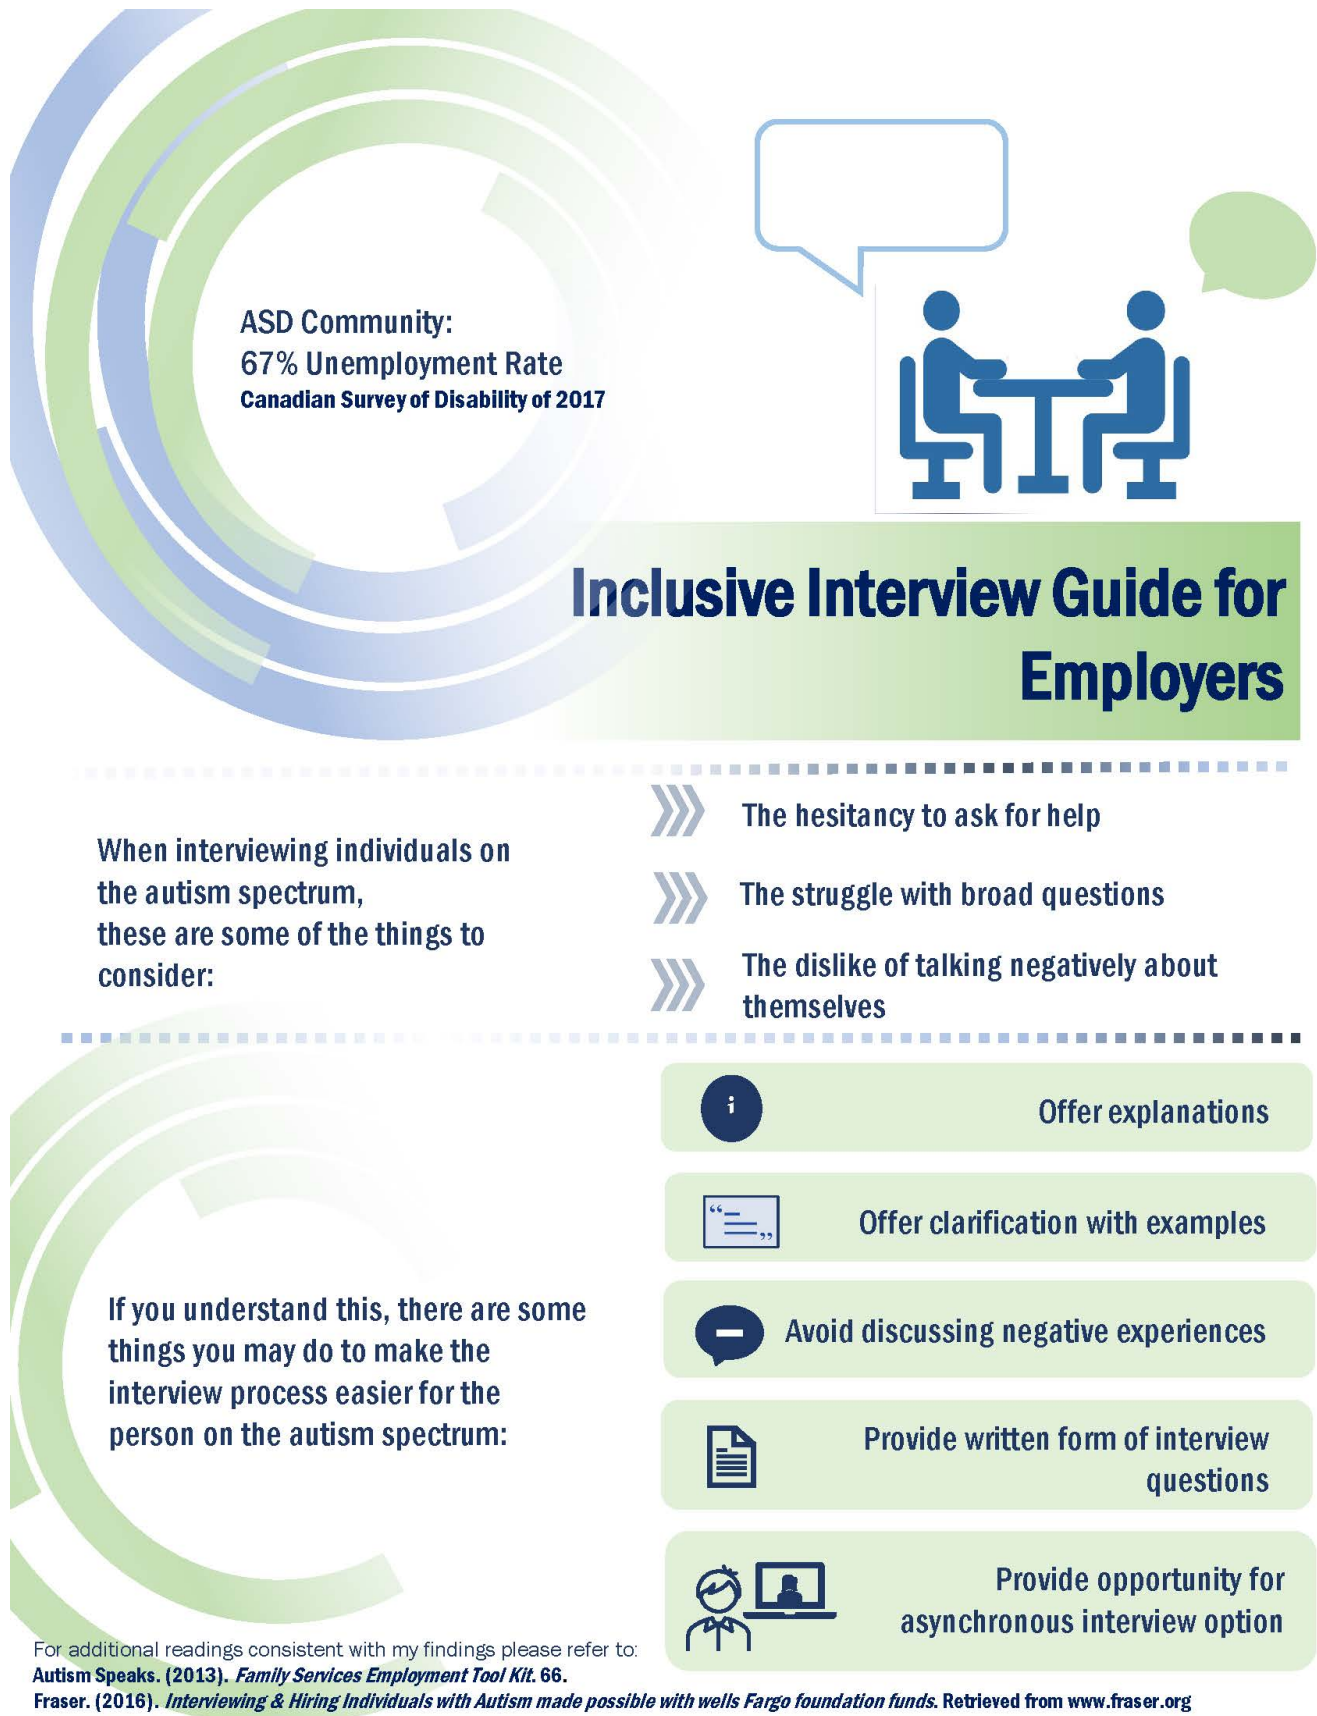 ASD Community:
67% Unemployment Rate
Canadian Survey of Disability of 2017
Inclusive Interview Guide for
Employers
When interviewing individuals on
the autism spectrum,
these are some of the things to
consider:
The hesitancy to ask for help
The struggle with broad questions
The dislike of talking negatively about
themselves
If you understand this, there are some
things you may do to make the
interview process easier for the
person on the autism spectrum:
i
Offer explanations
Offer clarification with examples
Avoid discussing negative experiences
Provide written form of interview
questions
Provide opportunity for
asynchronous interview option
For additional readings consistent with my findings please refer to:
Autism Speaks. (2013). Family Services Employment Tool Kit. 66.
Fraser. (2016). Interviewing & Hiring Individuals with Autism made possible with wells Fargo foundation funds. Retrieved from www.fraser.org